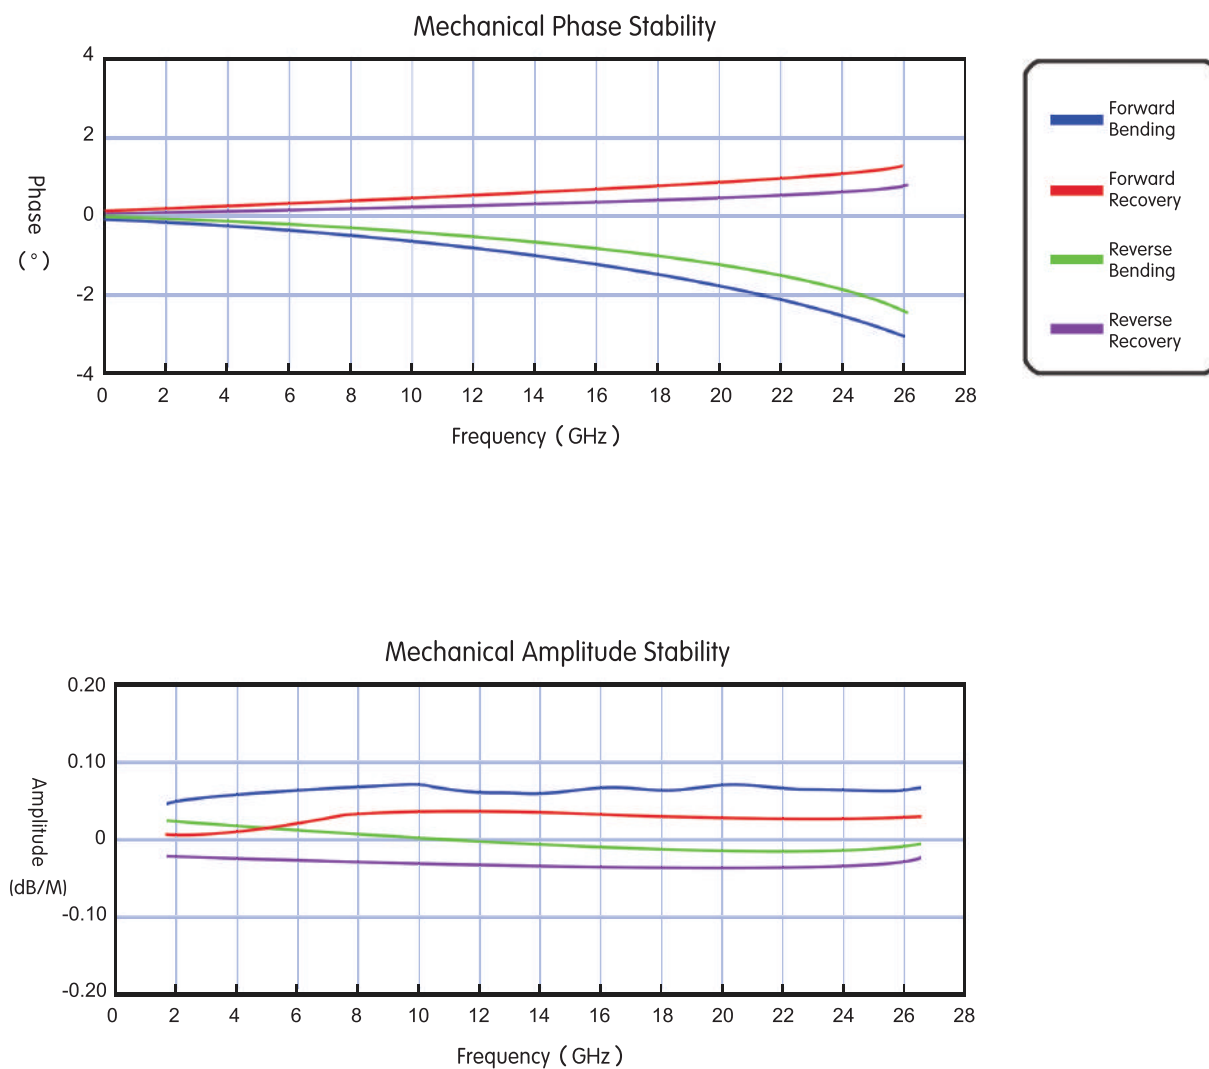 Mechanical Phase Stability
4
2
0
-2
-4
Phase
( ° )
0 2 4 6 8 10 12 14 16 18 20 22 24 26 28
Frequency ( GHz )
Forward
Bending
Forward
Recovery
Reverse
Bending
Reverse
Recovery
Mechanical Amplitude Stability
0.20
0.10
0
-0.10
-0.20
Amplitude
(dB/M)
0 2 4 6 8 10 12 14 16 18 20 22 24 26 28
Frequency ( GHz )